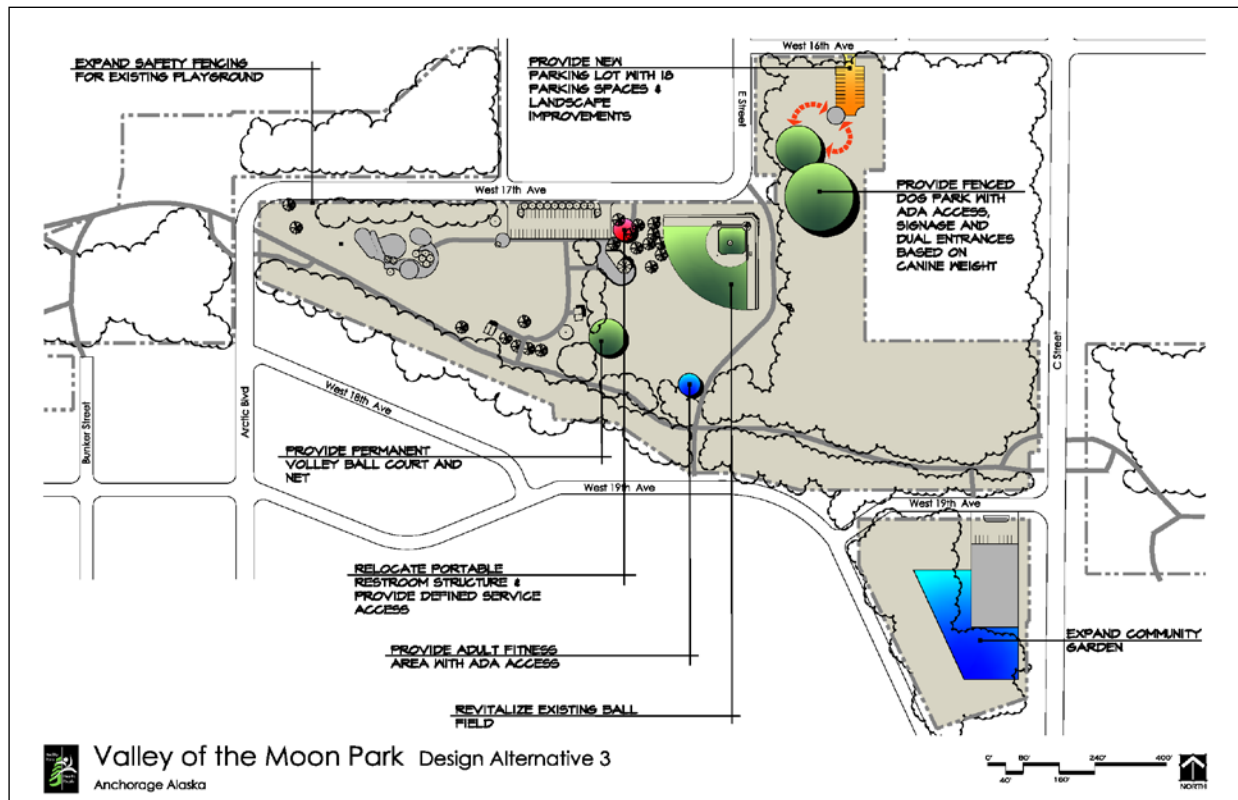 West 16th Ave
EXPAND SAFETY FENCING
FOR EXISTING PLAYGROUND
PROVIDE NEW
PARKING LOT WITH 18
PARKING SPACES &
LANDSCAPE
IMPROVEMENTS
E Street
West 17th Ave
PROVIDE FENCED
DOG PARK WITH
ADA ACCESS,
SIGNAGE AND
DUAL ENTRANCES
BASED ON
CANINE WEIGHT
C Street
Bunker Street
Arctic Blvd
West 18th Ave
PROVIDE PERMANENT
VOLLEY BALL COURT AND
NET
West 19th Ave
West 19th Ave
RELOCATE PORTABLE
RESTROOM STRUCTURE &
PROVIDE DEFINED SERVICE
ACCESS
PROVIDE ADULT FITNESS
AREA WITH ADA ACCESS
EXPAND COMMUNITY
GARDEN
REVITALIZE EXISTING BALL
FIELD
Valley of the Moon Park Design Alternative 3
Anchorage Alaska
0' 80' 240' 400'
40' 160'
NORTH